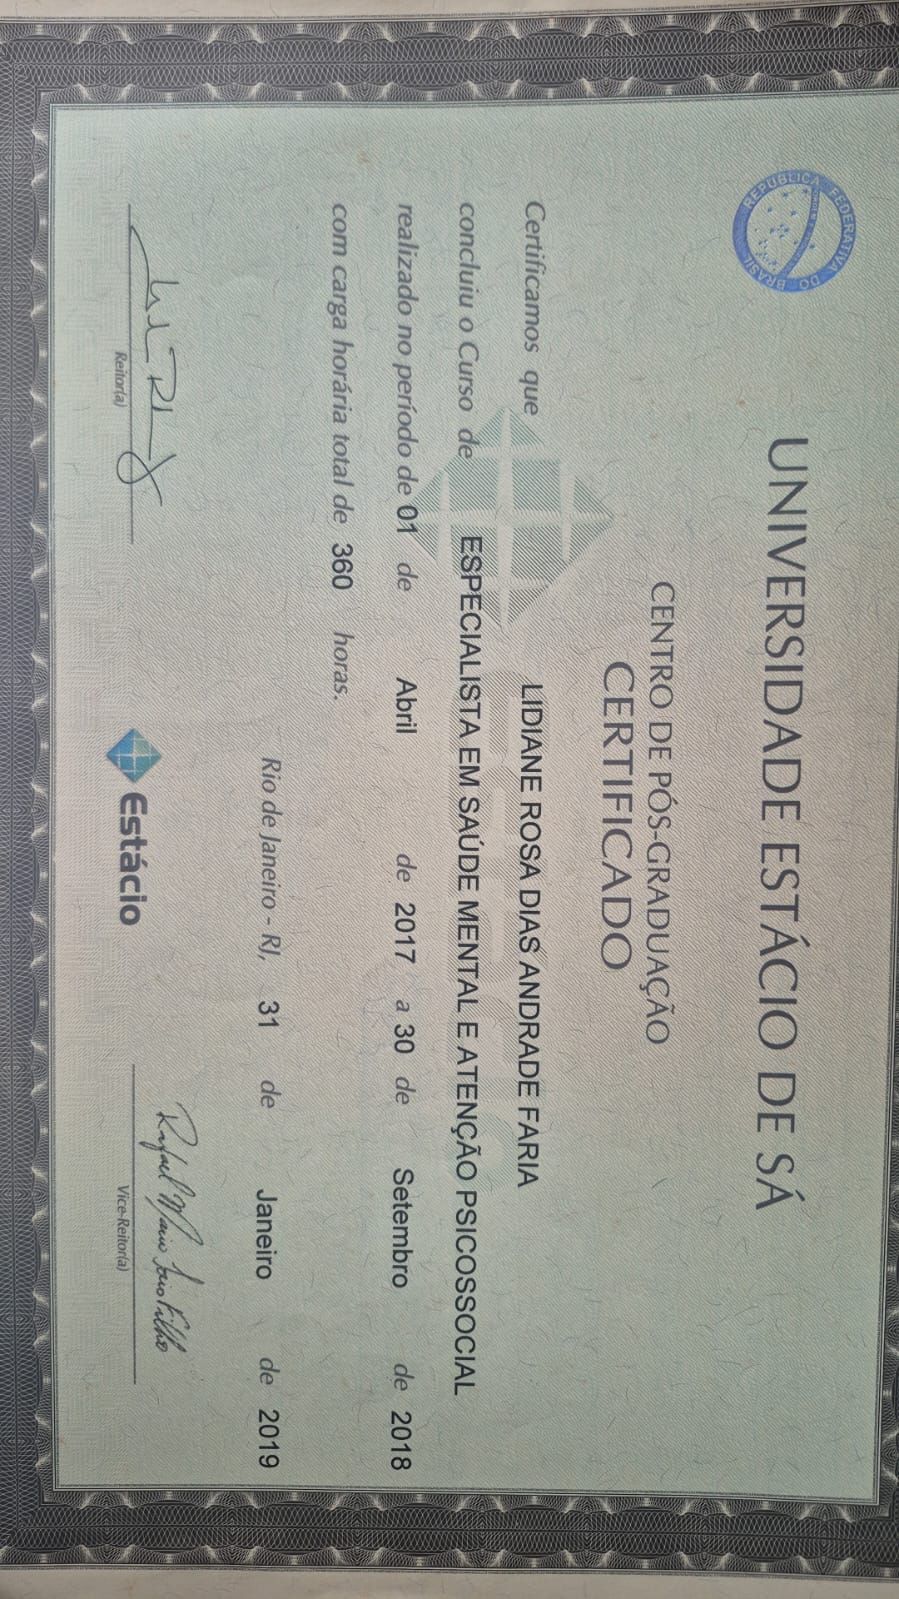 REPÚBLICA FEDERATIVA DO BRASIL
UNIVERSIDADE ESTÁCIO DE SÁ
CENTRO DE PÓS-GRADUAÇÃO
CERTIFICADO
Certificamos que LIDIANE ROSA DIAS ANDRADE FARIA
concluiu o Curso de ESPECIALISTA EM SAÚDE MENTAL E ATENÇÃO PSICOSSOCIAL
realizado no período de 01 de Abril de 2017 a 30 de Setembro de 2018
com carga horária total de 360 horas.
Rio de Janeiro - RJ, 31 de Janeiro de 2019
Reitor(a)
Estácio
Vice-Reitor(a)